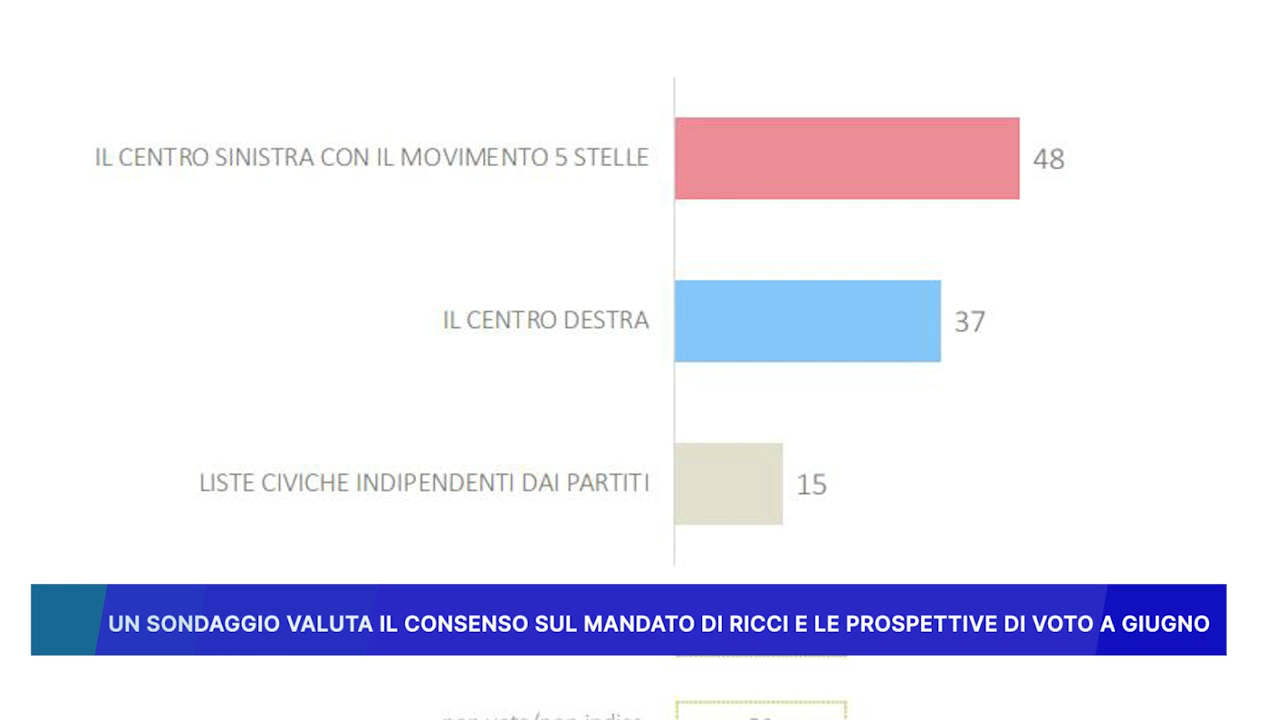 IL CENTRO SINISTRA CON IL MOVIMENTO 5 STELLE 48
IL CENTRO DESTRA 37
LISTE CIVICHE INDIPENDENTI DAI PARTITI 15
UN SONDAGGIO VALUTA IL CONSENSO SUL MANDATO DI RICCI E LE PROSPETTIVE DI VOTO A GIUGNO